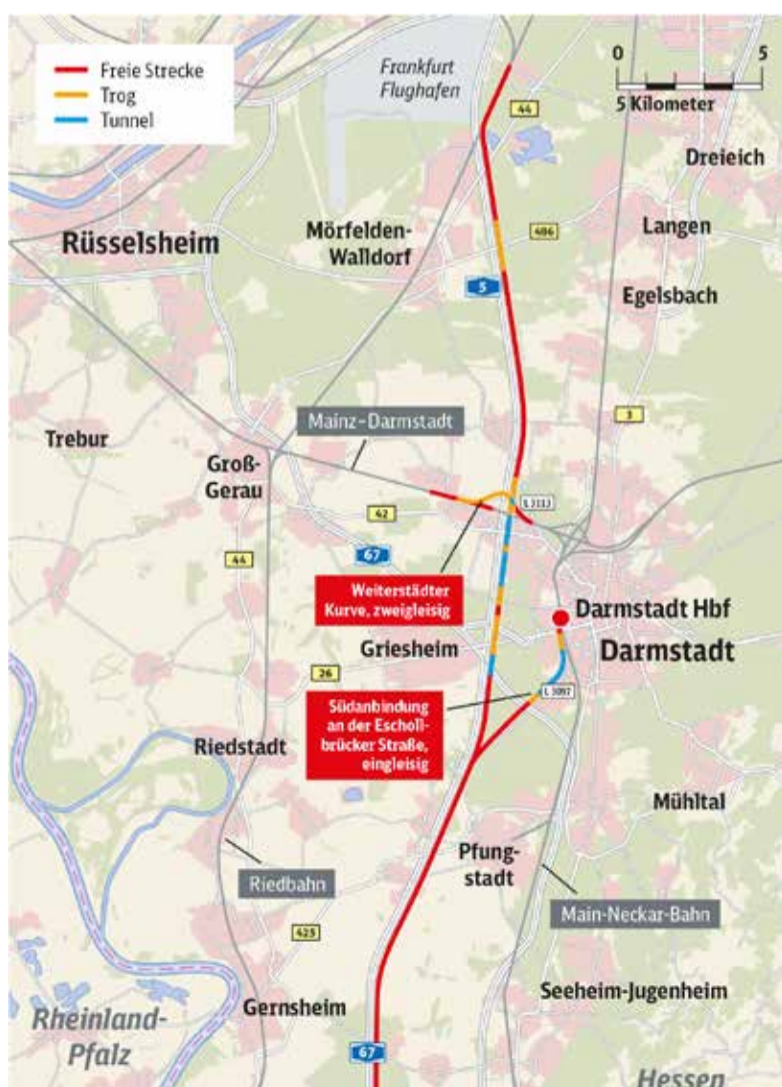 Freie Strecke
Trog
Tunnel
Frankfurt
Flughafen
0
5
5 Kilometer
44
Dreieich
Rüsselsheim
Mörfelden-
Walldorf
486
Langen
5
Egelsbach
3
Mainz–Darmstadt
Trebur
Groß-
Gerau
L 3113
42
67
44
Weiterstädter
Kurve, zweigleisig
Darmstadt Hbf
Darmstadt
Griesheim
26
L 3097
Südanbindung
an der Escholl-
brücker Straße,
eingleisig
Riedstadt
Mühltal
Pfung-
stadt
Riedbahn
Main-Neckar-Bahn
Gernsheim
Seeheim-Jugenheim
Rheinland-
Pfalz
67
Hessen